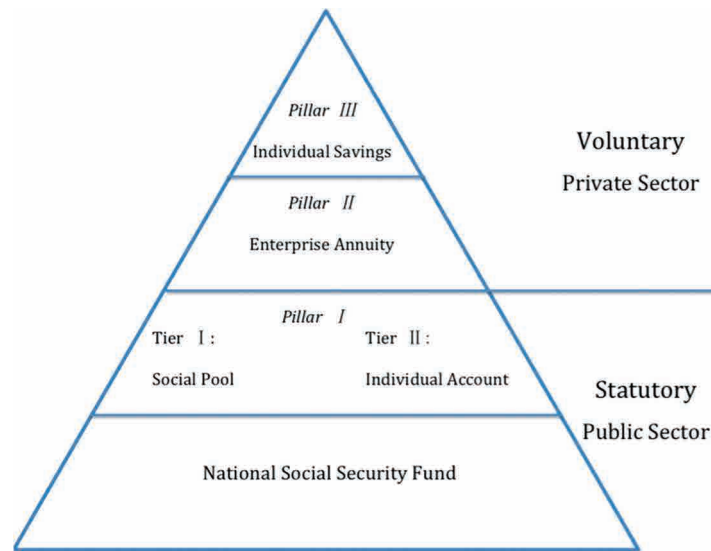 Pillar III
Individual Savings
Voluntary
Private Sector
Pillar II
Enterprise Annuity
Pillar I
Tier I :
Tier II :
Social Pool
Individual Account
Statutory
Public Sector
National Social Security Fund